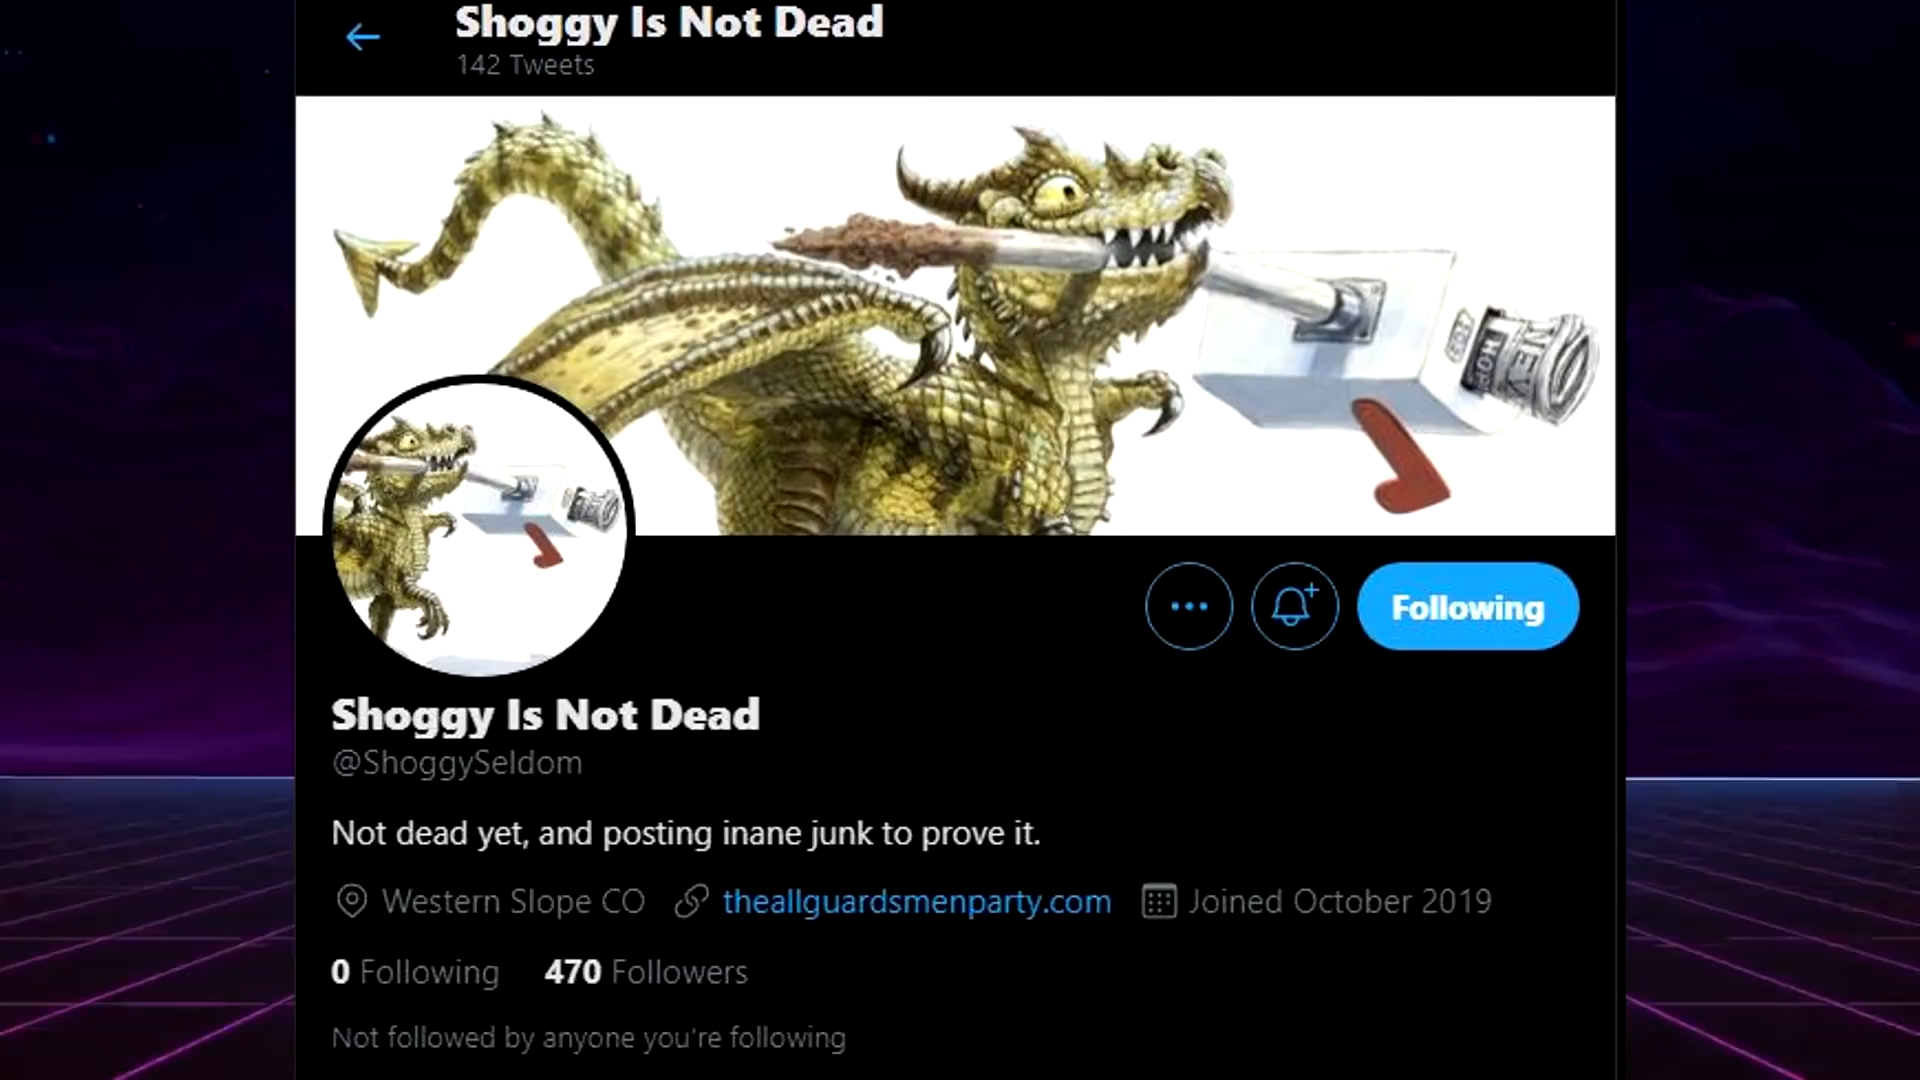 Shoggy Is Not Dead
142 Tweets
Following
Shoggy Is Not Dead
@ShoggySeldom
Not dead yet, and posting inane junk to prove it.
Western Slope CO theallguardsmenparty.com Joined October 2019
0 Following 470 Followers
Not followed by anyone you're following